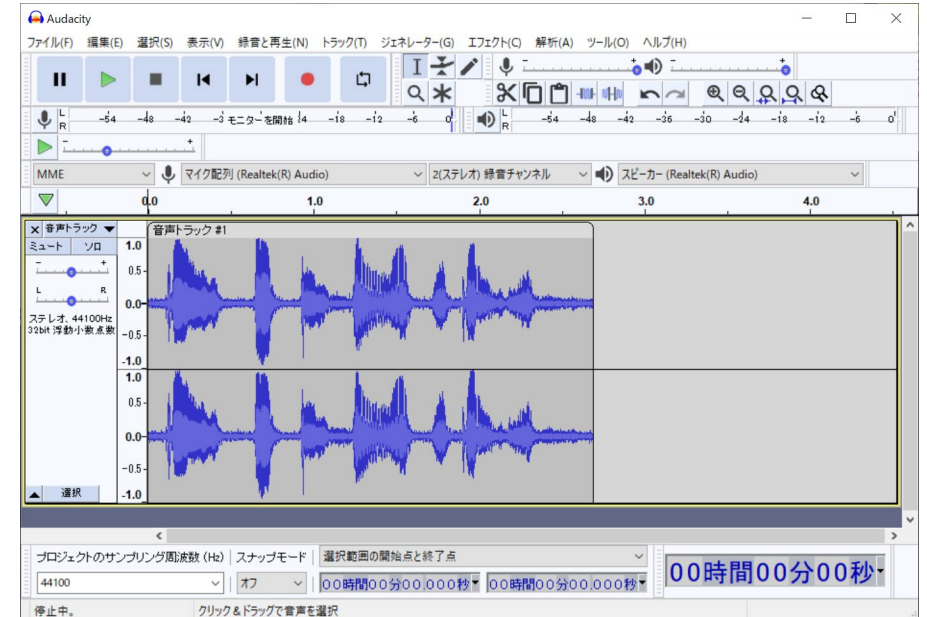 Audacity
ファイル(F) 編集(E) 選択(S) 表示(V) 録音と再生(N) トラック(T) ジェネレーター(G) エフェクト(C) 解析(A) ツール(O) ヘルプ(H)
- + - +
L R -54 -48 -42 -3 モニターを開始 !4 -18 -12 -6 0 L R -54 -48 -42 -36 -30 -24 -18 -12 -6 0
- +
MME マイク配列 (Realtek(R) Audio) 2(ステレオ) 録音チャンネル スピーカー (Realtek(R) Audio)
0.0 1.0 2.0 3.0 4.0
× 音声トラック 音声トラック #1
ミュート ソロ 1.0
- + 0.5
L R 0.0
ステレオ、44100Hz
32bit 浮動小数点数 -0.5
-1.0
1.0
0.5
0.0
-0.5
選択 -1.0
プロジェクトのサンプリング周波数 (Hz) スナップモード 選択範囲の開始点と終了点
44100 オフ 00時間00分00.000秒 00時間00分00.000秒 00時間00分00秒
停止中。 クリック & ドラッグで音声を選択